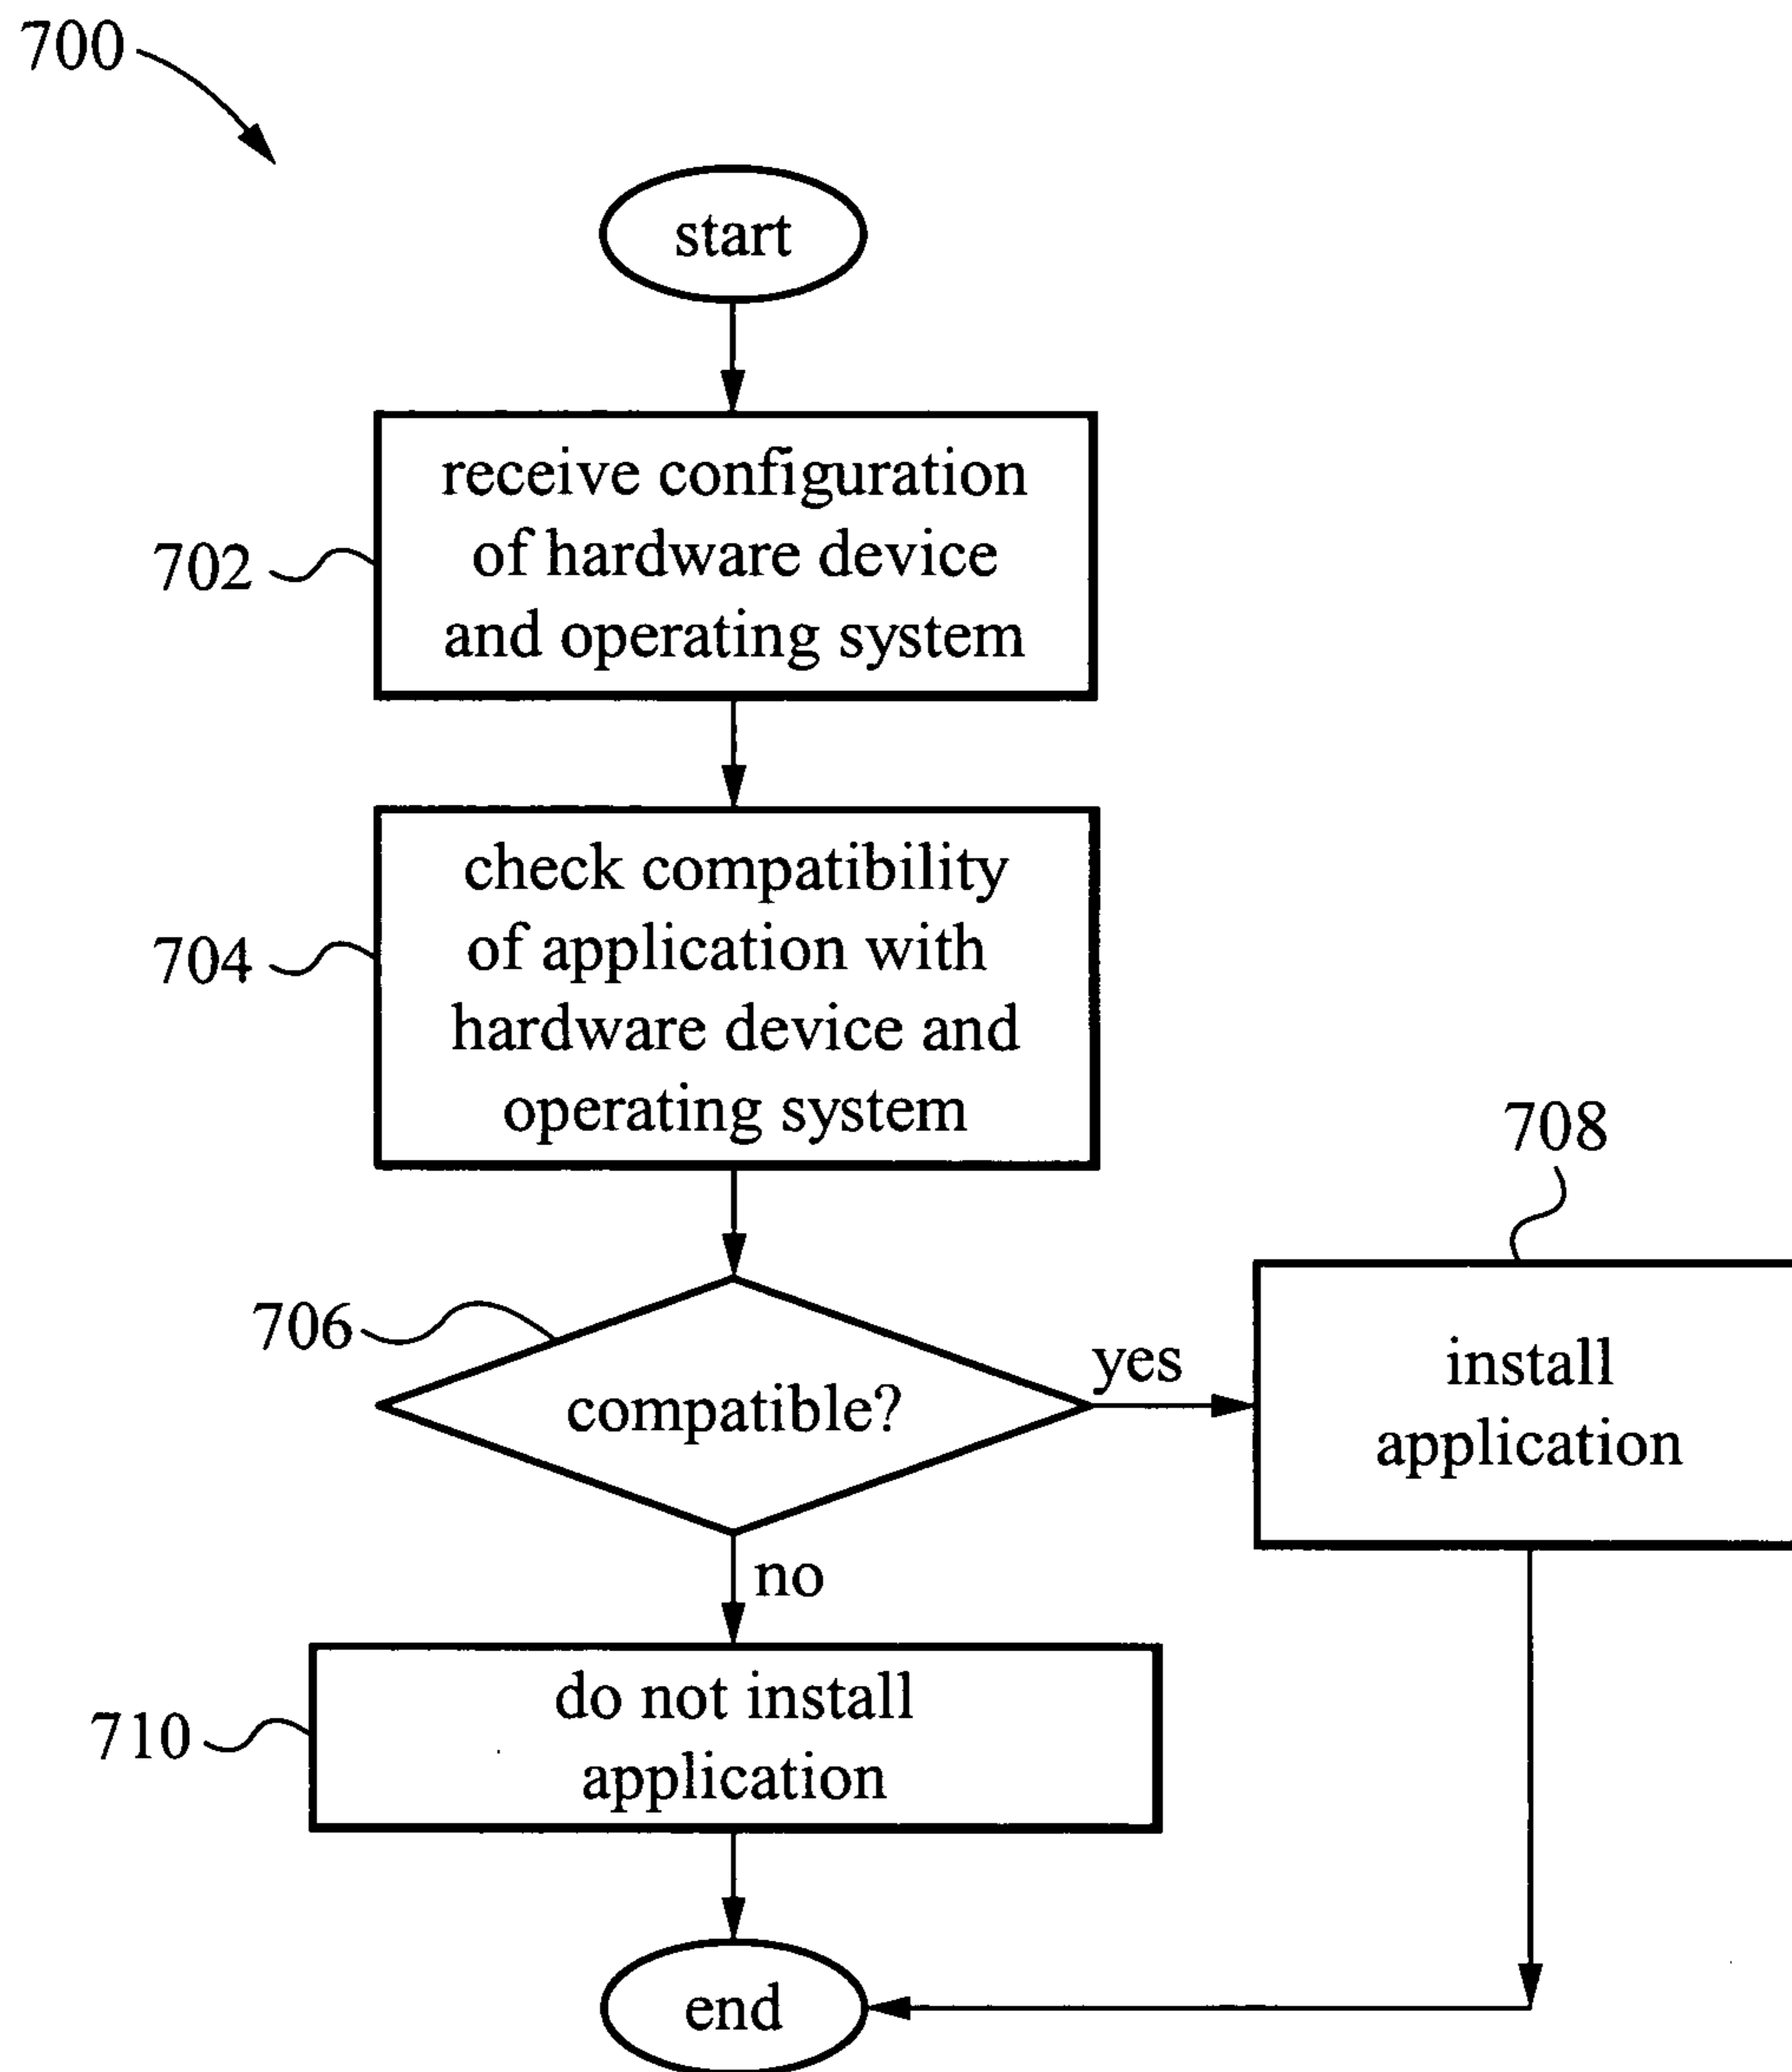 700
start
702
receive configuration
of hardware device
and operating system
704
check compatibility
of application with
hardware device and
operating system
706
compatible?
yes
708
install
application
no
710
do not install
application
end